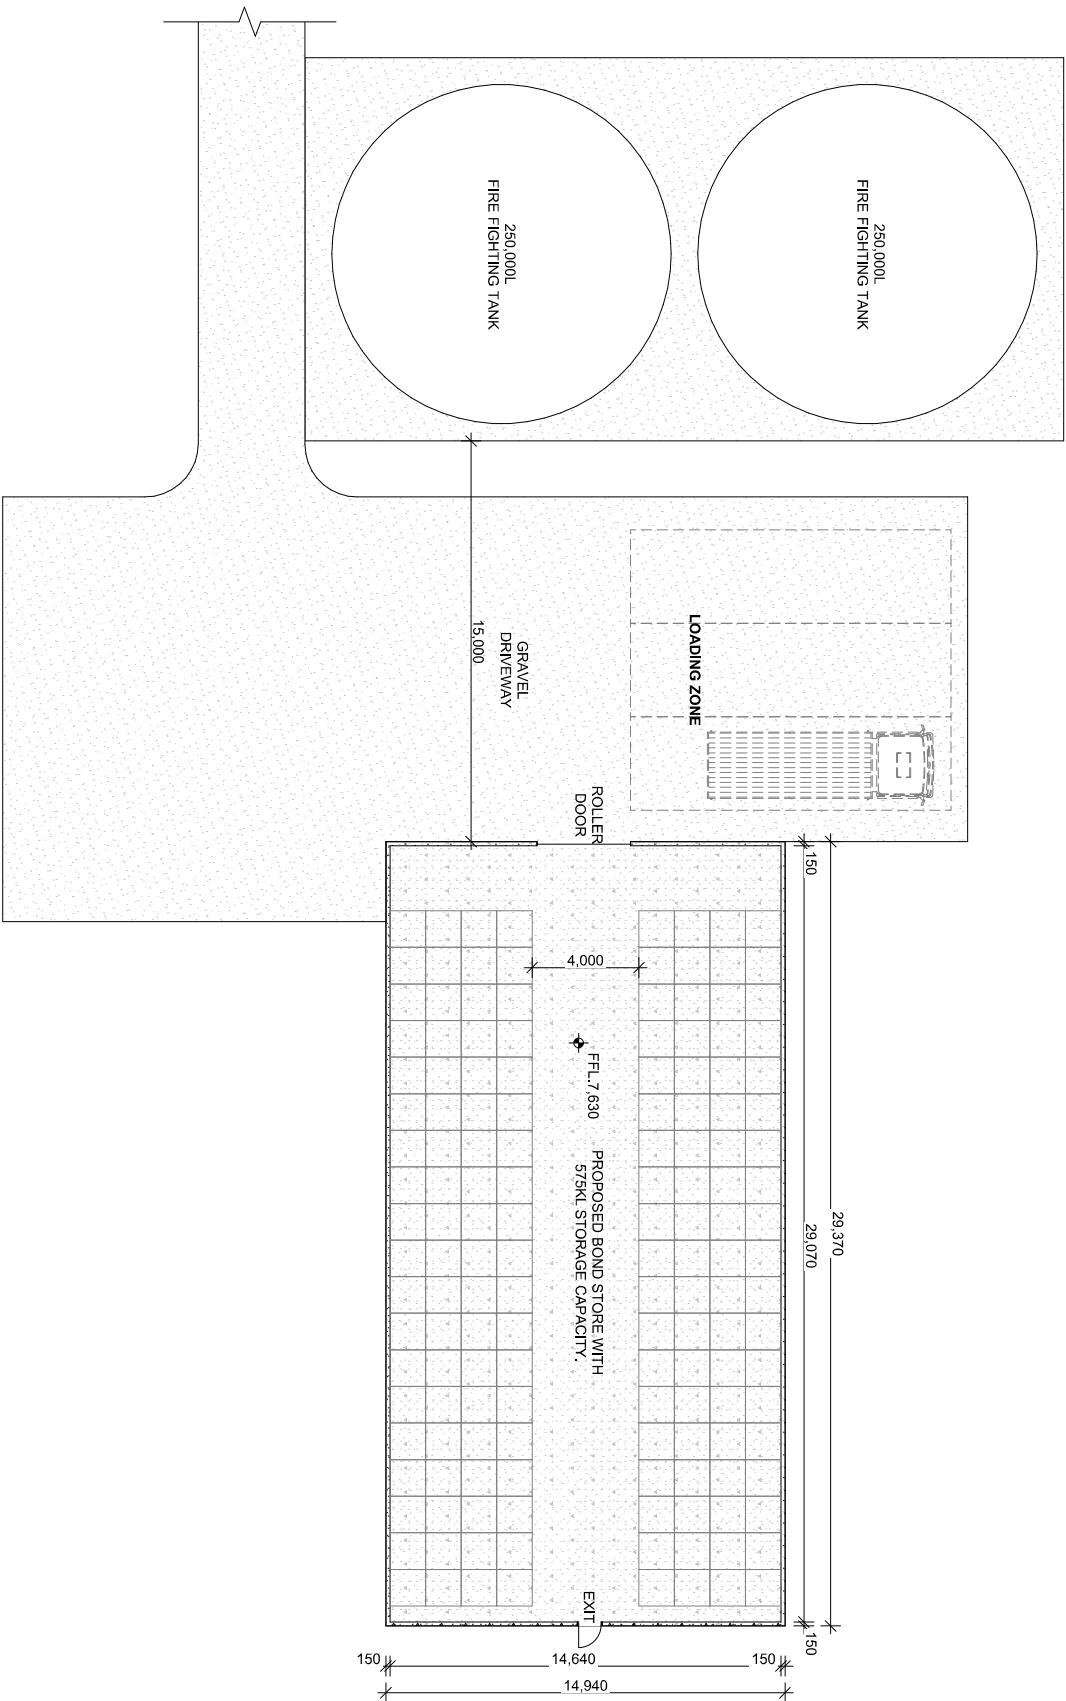 250,000L
FIRE FIGHTING TANK
250,000L
FIRE FIGHTING TANK
LOADING ZONE
GRAVEL
DRIVEWAY
15,000
ROLLER
DOOR
150
29,370
29,070
150
4,000
FFL.7,630
PROPOSED BOND STORE WITH
575KL STORAGE CAPACITY.
EXIT
150
14,640
150
14,940